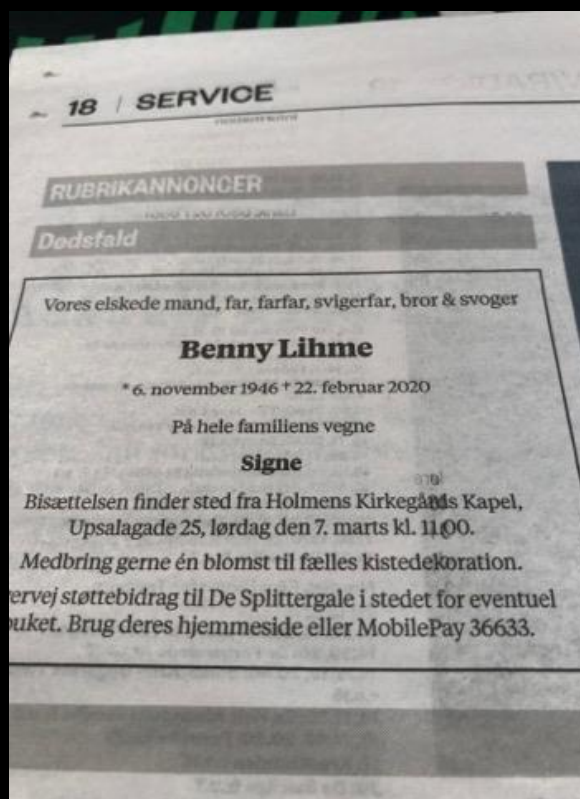 18 / SERVICE
RUBRIKANNONCER
Dødsfald
Vores elskede mand, far, farfar, svigerfar, bror & svoger
Benny Lihme
* 6. november 1946 † 22. februar 2020
På hele familiens vegne
Signe
Bisættelsen finder sted fra Holmens Kirkegårds Kapel,
Upsalagade 25, lørdag den 7. marts kl. 11.00.
Medbring gerne én blomst til fælles kistedekoration.
ervej støttebidrag til De Splittergale i stedet for eventuel
buket. Brug deres hjemmeside eller MobilePay 36633.